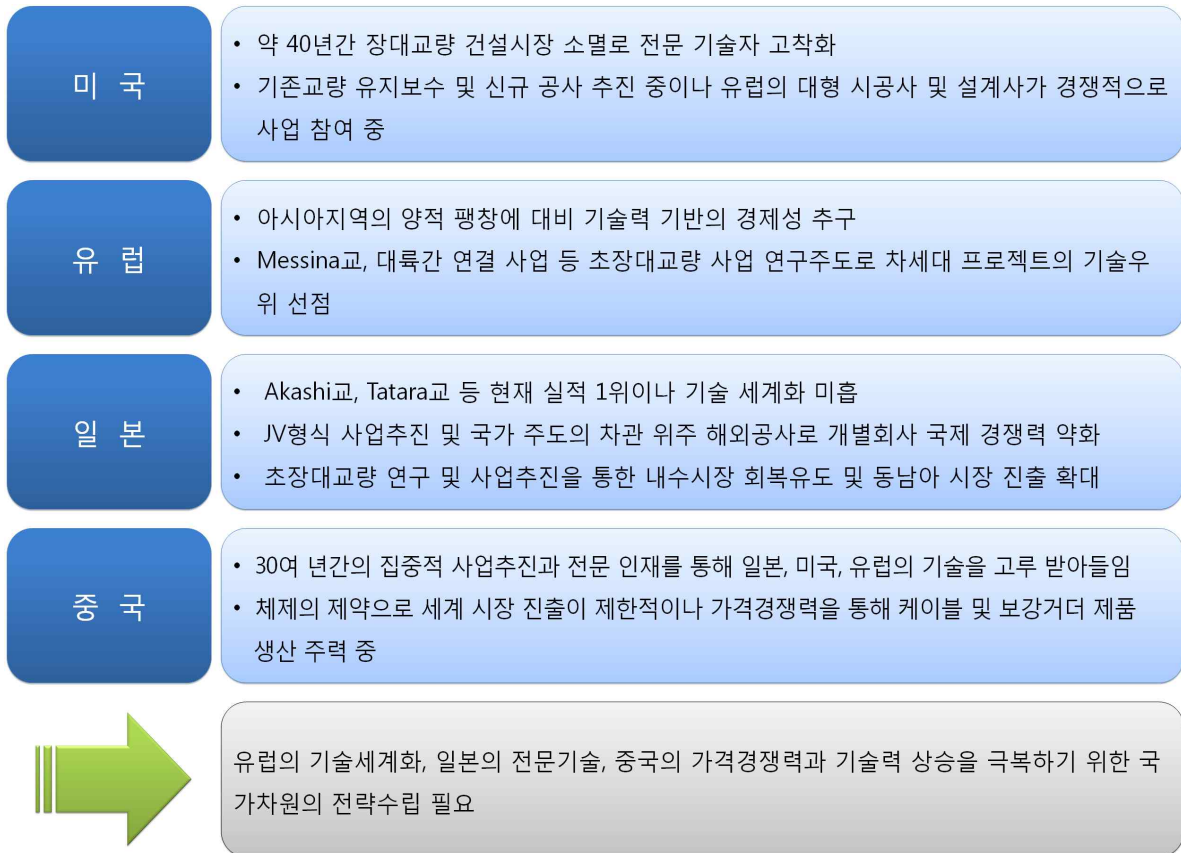 미 국
• 약 40년간 장대교량 건설시장 소멸로 전문 기술자 고착화
• 기존교량 유지보수 및 신규 공사 추진 중이나 유럽의 대형 시공사 및 설계사가 경쟁적으로
사업 참여 중
유 럽
• 아시아지역의 양적 팽창에 대비 기술력 기반의 경제성 추구
• Messina교, 대륙간 연결 사업 등 초장대교량 사업 연구주도로 차세대 프로젝트의 기술우
위 선점
일 본
• Akashi교, Tatara교 등 현재 실적 1위이나 기술 세계화 미흡
• JV형식 사업추진 및 국가 주도의 차관 위주 해외공사로 개별회사 국제 경쟁력 약화
• 초장대교량 연구 및 사업추진을 통한 내수시장 회복유도 및 동남아 시장 진출 확대
중 국
• 30여 년간의 집중적 사업추진과 전문 인재를 통해 일본, 미국, 유럽의 기술을 고루 받아들임
• 체제의 제약으로 세계 시장 진출이 제한적이나 가격경쟁력을 통해 케이블 및 보강거더 제품
생산 주력 중
유럽의 기술세계화, 일본의 전문기술, 중국의 가격경쟁력과 기술력 상승을 극복하기 위한 국
가차원의 전략수립 필요